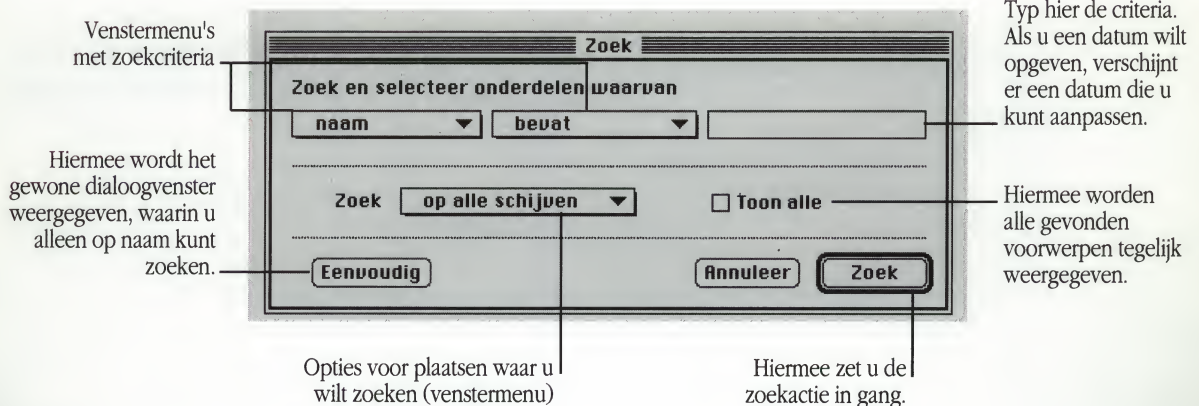 Venstermenu's
met zoekcriteria
Hiermee wordt het
gewone dialoogvenster
weergegeven, waarin u
alleen op naam kunt
zoeken.
Zoek
Zoek en selecteer onderdelen waarvan
naam
bevat
Zoek
op alle schijven
Toon alle
Eenvoudig
Annuleer
Zoek
Typ hier de criteria.
Als u een datum wilt
opgeven, verschijnt
er een datum die u
kunt aanpassen.
Hiermee worden
alle gevonden
voorwerpen tegelijk
weergegeven.
Opties voor plaatsen waar u
wilt zoeken (venstermenu)
Hiermee zet u de
zoekactie in gang.